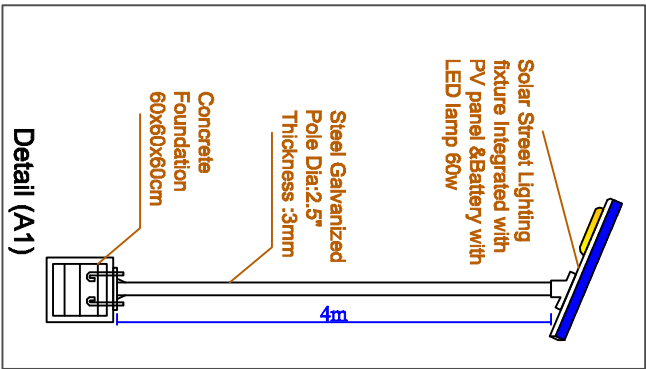 Solar Street Lighting
fixture Integrated with
PV panel &Battery with
LED lamp 60w
Steel Galvanized
Pole Dia:2.5"
Thickness :3mm
Concrete
Foundation
60x60x60cm
4m
Detail (A1)